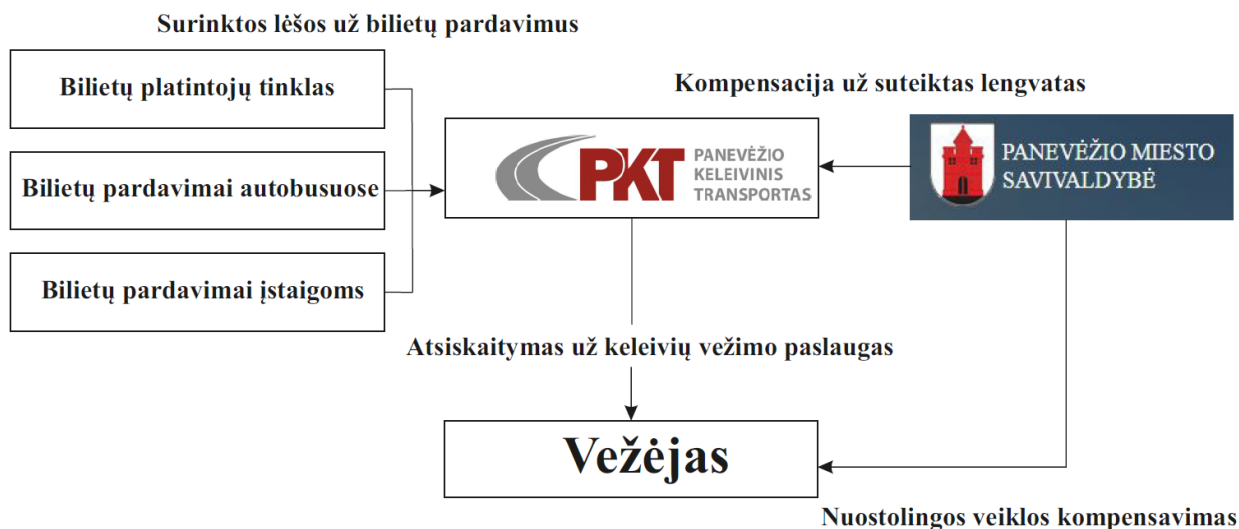 Surinktos lėšos už bilietų pardavimus
Bilietų platintojų tinklas
Bilietų pardavimai autobusuose
Bilietų pardavimai įstaigoms
Kompensacija už suteiktas lengvatas
PKT
PANEVĖŽIO
KELEIVINIS
TRANSPORTAS
PANEVĖŽIO MIESTO
SAVIVALDYBĖ
Atsiskaitymas už keleivių vežimo paslaugas
Vežėjas
Nuostolingos veiklos kompensavimas